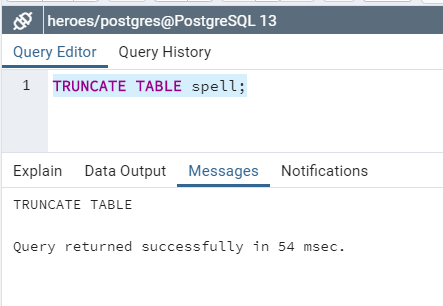 heroes/postgres@PostgreSQL 13
Query Editor Query History
1 TRUNCATE TABLE spell;
Explain Data Output Messages Notifications
TRUNCATE TABLE
Query returned successfully in 54 msec.